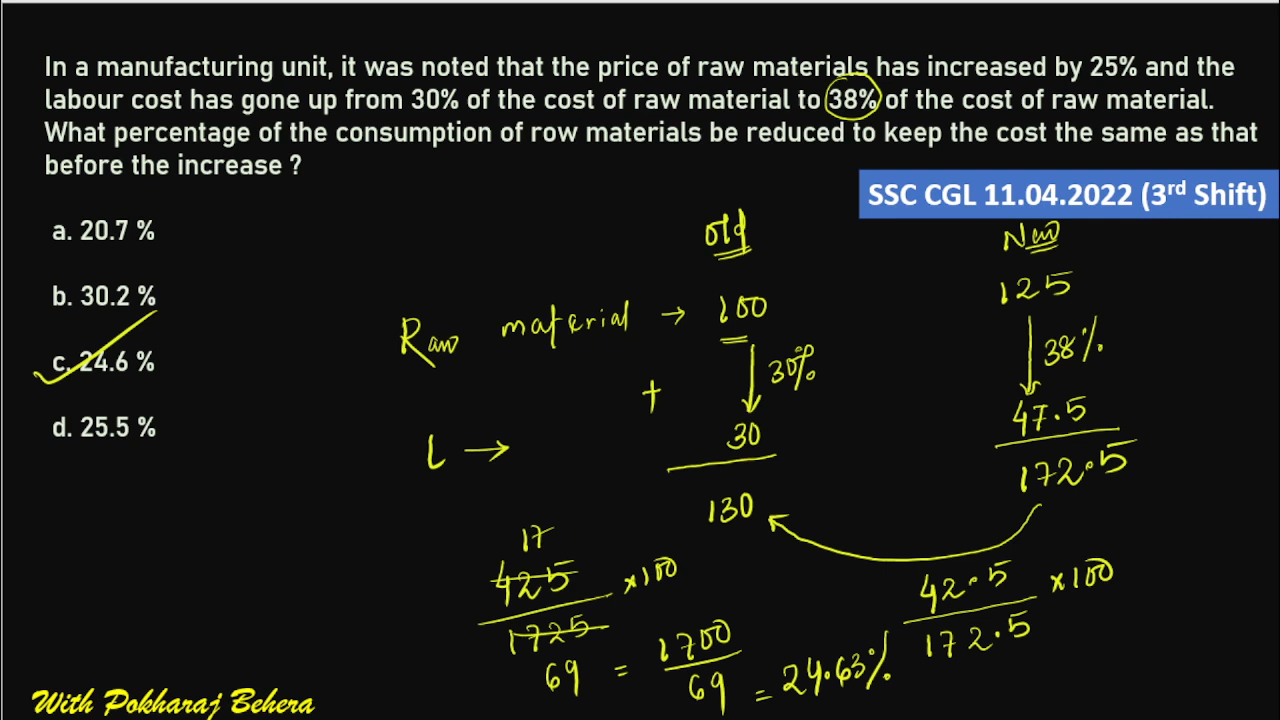 In a manufacturing unit, it was noted that the price of raw materials has increased by 25% and the
labour cost has gone up from 30% of the cost of raw material to 38% of the cost of raw material.
What percentage of the consumption of row materials be reduced to keep the cost the same as that
before the increase ?
SSC CGL 11.04.2022 (3rd Shift)
a. 20.7 %
b. 30.2 %
c. 24.6 %
d. 25.5 %
Old New
Raw material → 100 125
30% 38%
+
L → 30 47.5
130 172.5
17
425 ×100
1725
69
= 1700
69
= 24.63%
42.5 ×100
172.5
With Pokharaj Behera